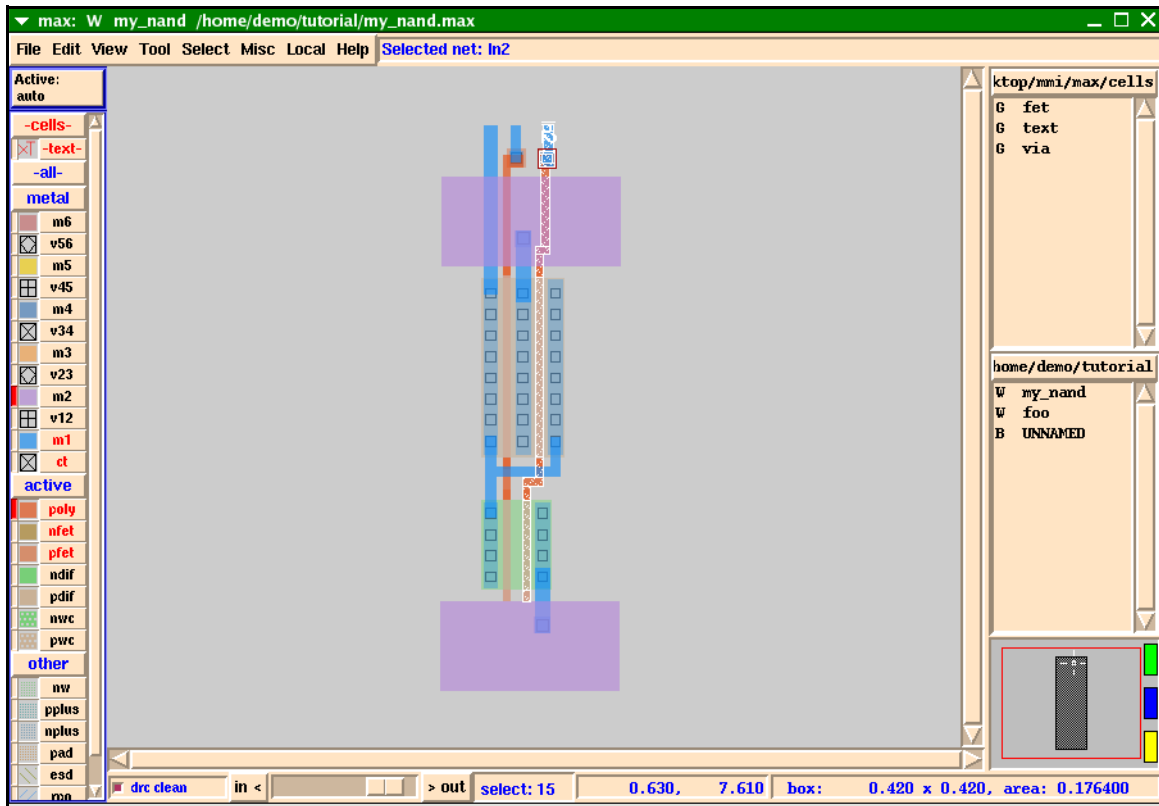 max: W my_nand /home/demo/tutorial/my_nand.max
File Edit View Tool Select Misc Local Help Selected net: In2
Active:
auto
-cells-
-text-
-all-
metal
m6
v56
m5
v45
m4
v34
m3
v23
m2
v12
m1
ct
active
poly
nfet
pfet
ndif
pdif
nwc
pwc
other
nw
pplus
nplus
pad
esd
ktop/mmi/max/cells
G fet
G text
G via
home/demo/tutorial
W my_nand
W foo
B UNNAMED
drc clean in < > out select: 15 0.630, 7.610 box: 0.420 x 0.420, area: 0.176400